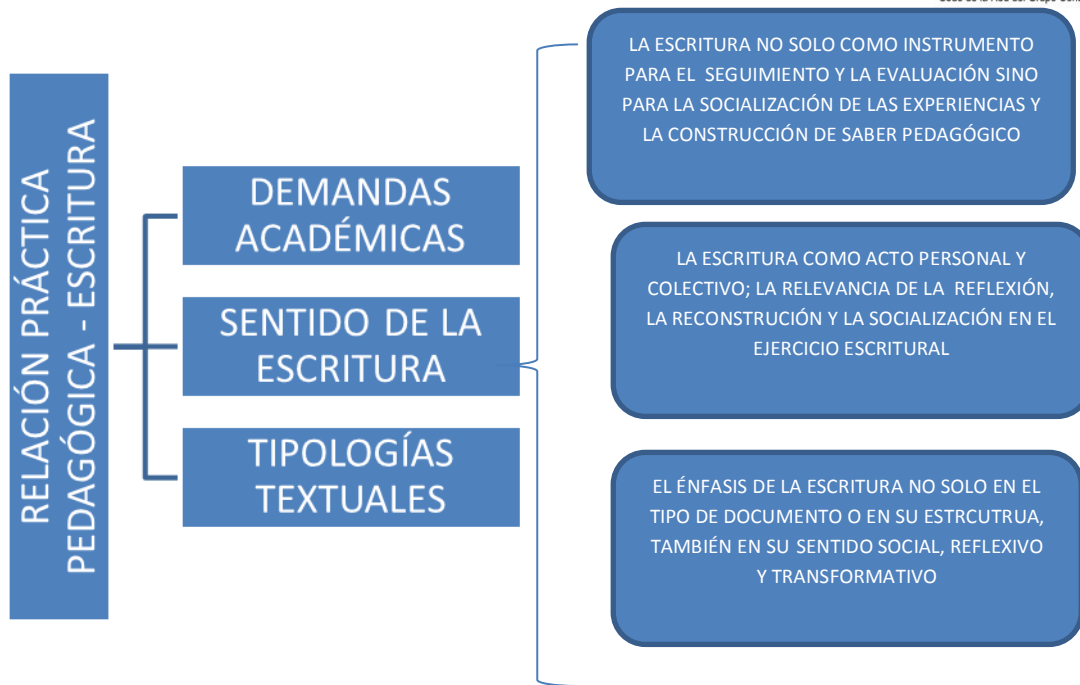 RELACIÓN PRÁCTICA
PEDAGÓGICA - ESCRITURA
DEMANDAS
ACADÉMICAS
SENTIDO DE LA
ESCRITURA
TIPOLOGÍAS
TEXTUALES
LA ESCRITURA NO SOLO COMO INSTRUMENTO
PARA EL SEGUIMIENTO Y LA EVALUACIÓN SINO
PARA LA SOCIALIZACIÓN DE LAS EXPERIENCIAS Y
LA CONSTRUCCIÓN DE SABER PEDAGÓGICO
LA ESCRITURA COMO ACTO PERSONAL Y
COLECTIVO; LA RELEVANCIA DE LA REFLEXIÓN,
LA RECONSTRUCIÓN Y LA SOCIALIZACIÓN EN EL
EJERCICIO ESCRITURAL
EL ÉNFASIS DE LA ESCRITURA NO SOLO EN EL
TIPO DE DOCUMENTO O EN SU ESTRCUTRUA,
TAMBIÉN EN SU SENTIDO SOCIAL, REFLEXIVO
Y TRANSFORMATIVO